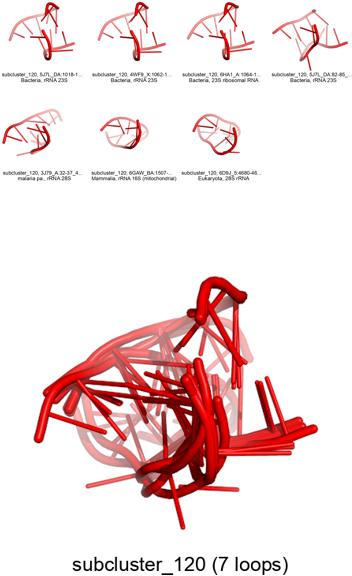 subcluster_120, 5J7L_DA:1018-1...
Bacteria, rRNA 23S
subcluster_120, 4WF9_X:1062-1...
Bacteria, rRNA 23S
subcluster_120, 6HA1_A:1064-1...
Bacteria, 23S ribosomal RNA
subcluster_120, 5J7L_DA:82-85_...
Bacteria, rRNA 23S
subcluster_120, 3J79_A:32-37_4...
malaria pa., rRNA 28S
subcluster_120, 6GAW_BA:1507-...
Mammalia, rRNA 16S (mitochondrial)
subcluster_120, 6D9J_5:4680-46...
Eukaryota, 28S rRNA
subcluster_120 (7 loops)